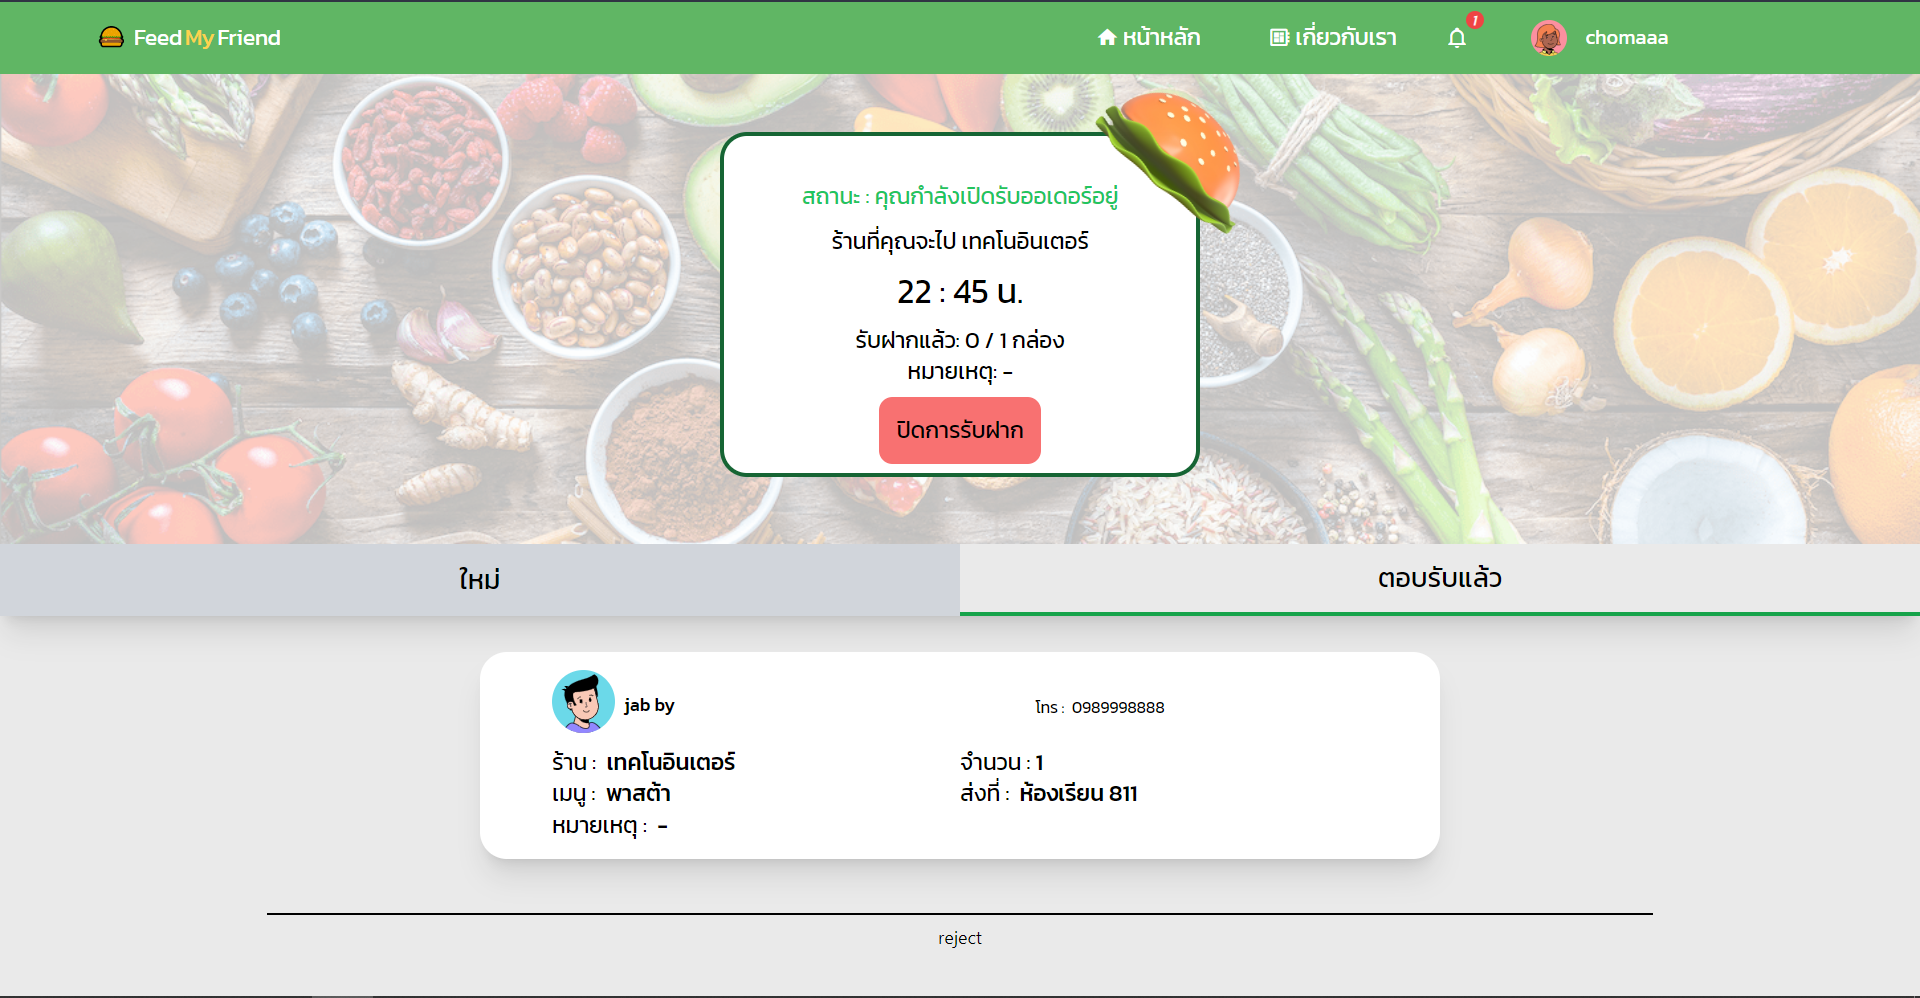 FeedMyFriend
หน้าหลัก
เกี่ยวกับเรา
1
chomaaa
สถานะ : คุณกำลังเปิดรับออเดอร์อยู่
ร้านที่คุณจะไป เทคโนอินเตอร์
22 : 45 น.
รับฝากแล้ว: 0 / 1 กล่อง
หมายเหตุ: -
ปิดการรับฝาก
ใหม่
ตอบรับแล้ว
jab by
โทร : 0989998888
ร้าน : เทคโนอินเตอร์
จำนวน : 1
เมนู : พาสต้า
ส่งที่ : ห้องเรียน 811
หมายเหตุ : -
reject